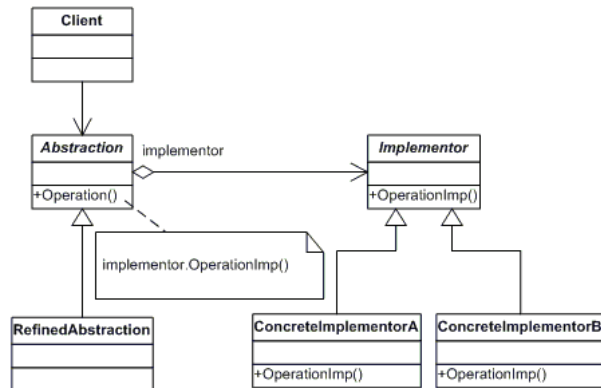 Client
Abstraction
implementor
Implementor
+Operation()
+OperationImp()
implementor.OperationImp()
RefinedAbstraction
ConcreteImplementorA
ConcreteImplementorB
+OperationImp()
+OperationImp()